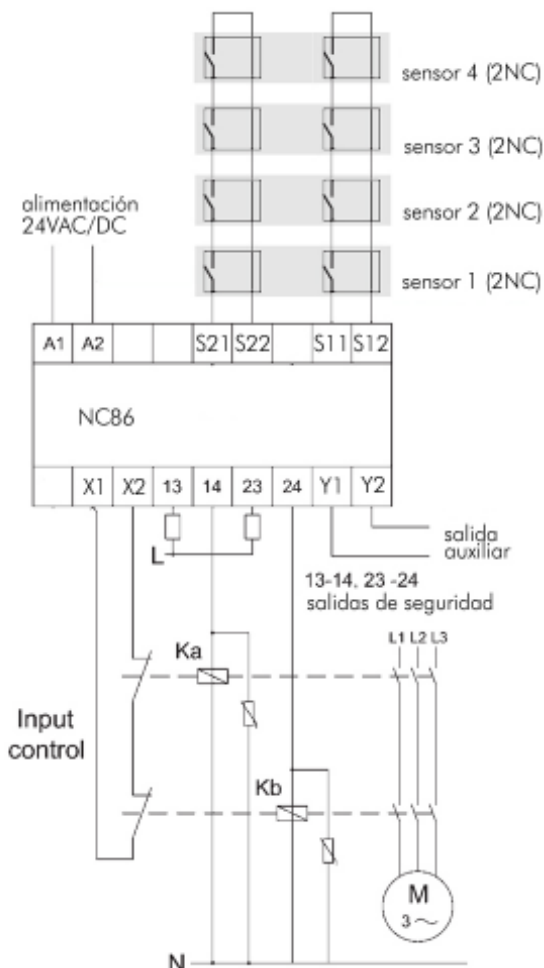 sensor 4 (2NC)
sensor 3 (2NC)
sensor 2 (2NC)
sensor 1 (2NC)
alimentación
24VAC/DC
A1 A2 S21 S22 S11 S12
NC86
X1 X2 13 14 23 24 Y1 Y2
L
salida
auxiliar
13-14, 23 -24
salidas de seguridad
L1 L2 L3
Ka
Input
control
Kb
M
3~
N